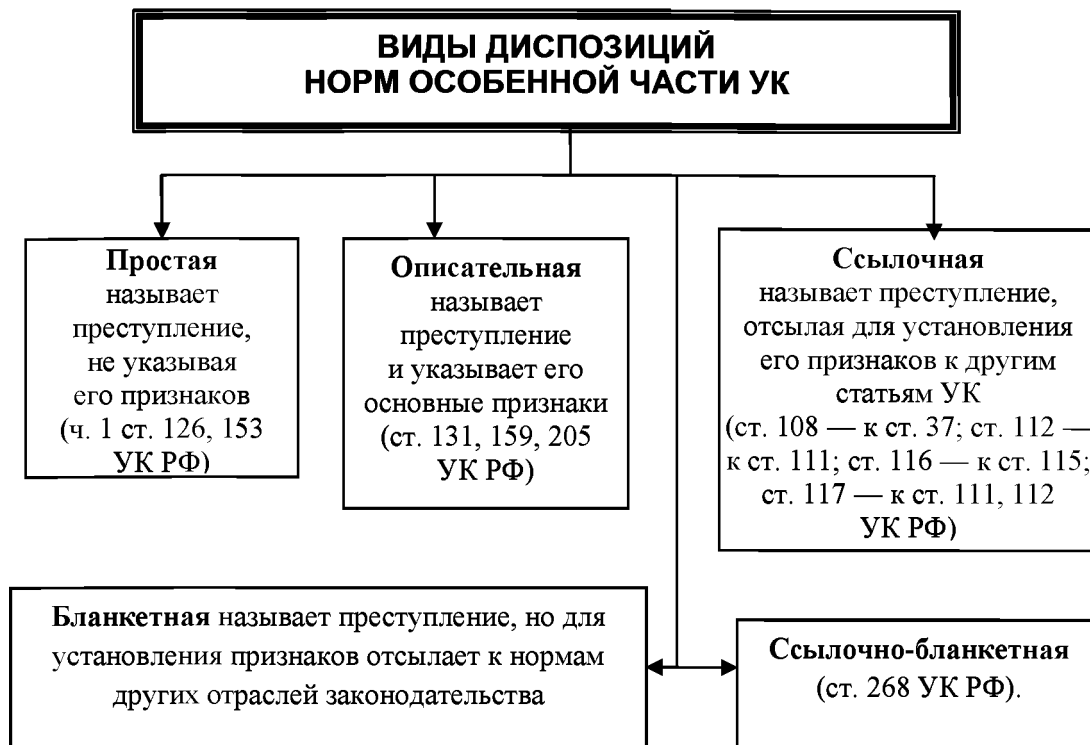 ВИДЫ ДИСПОЗИЦИЙ
НОРМ ОСОБЕННОЙ ЧАСТИ УК
Простая
называет
преступление,
не указывая
его признаков
(ч. 1 ст. 126, 153
УК РФ)
Описательная
называет
преступление
и указывает его
основные признаки
(ст. 131, 159, 205
УК РФ)
Ссылочная
называет преступление,
отсылая для установления
его признаков к другим
статьям УК
(ст. 108 — к ст. 37; ст. 112 —
к ст. 111; ст. 116 — к ст. 115;
ст. 117 — к ст. 111, 112
УК РФ)
Бланкетная называет преступление, но для
установления признаков отсылает к нормам
других отраслей законодательства
Ссылочно-бланкетная
(ст. 268 УК РФ).